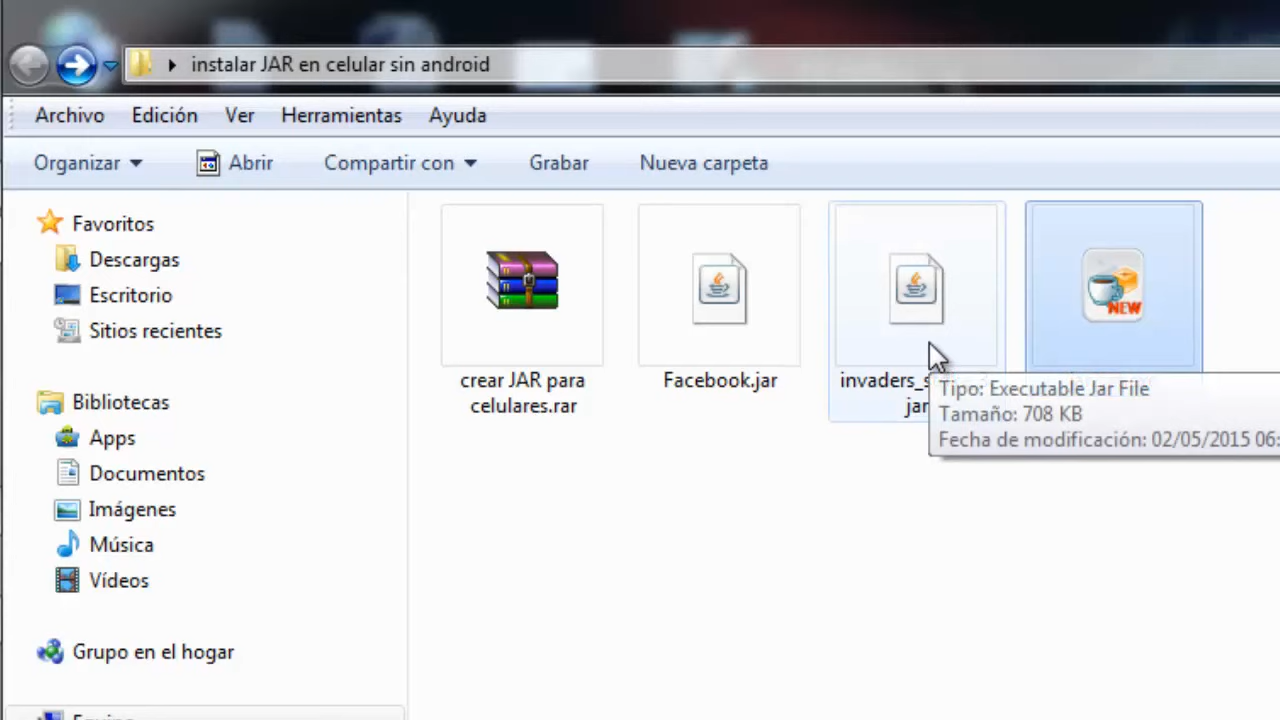 instalar JAR en celular sin android
Archivo Edición Ver Herramientas Ayuda
Organizar Abrir Compartir con Grabar Nueva carpeta
Favoritos
Descargas
Escritorio
Sitios recientes
Bibliotecas
Apps
Documentos
Imágenes
Música
Vídeos
Grupo en el hogar
NEW
crear JAR para
celulares.rar
Facebook.jar
jar
Tipo: Executable Jar File
Tamaño: 708 KB
Fecha de modificación: 02/05/2015